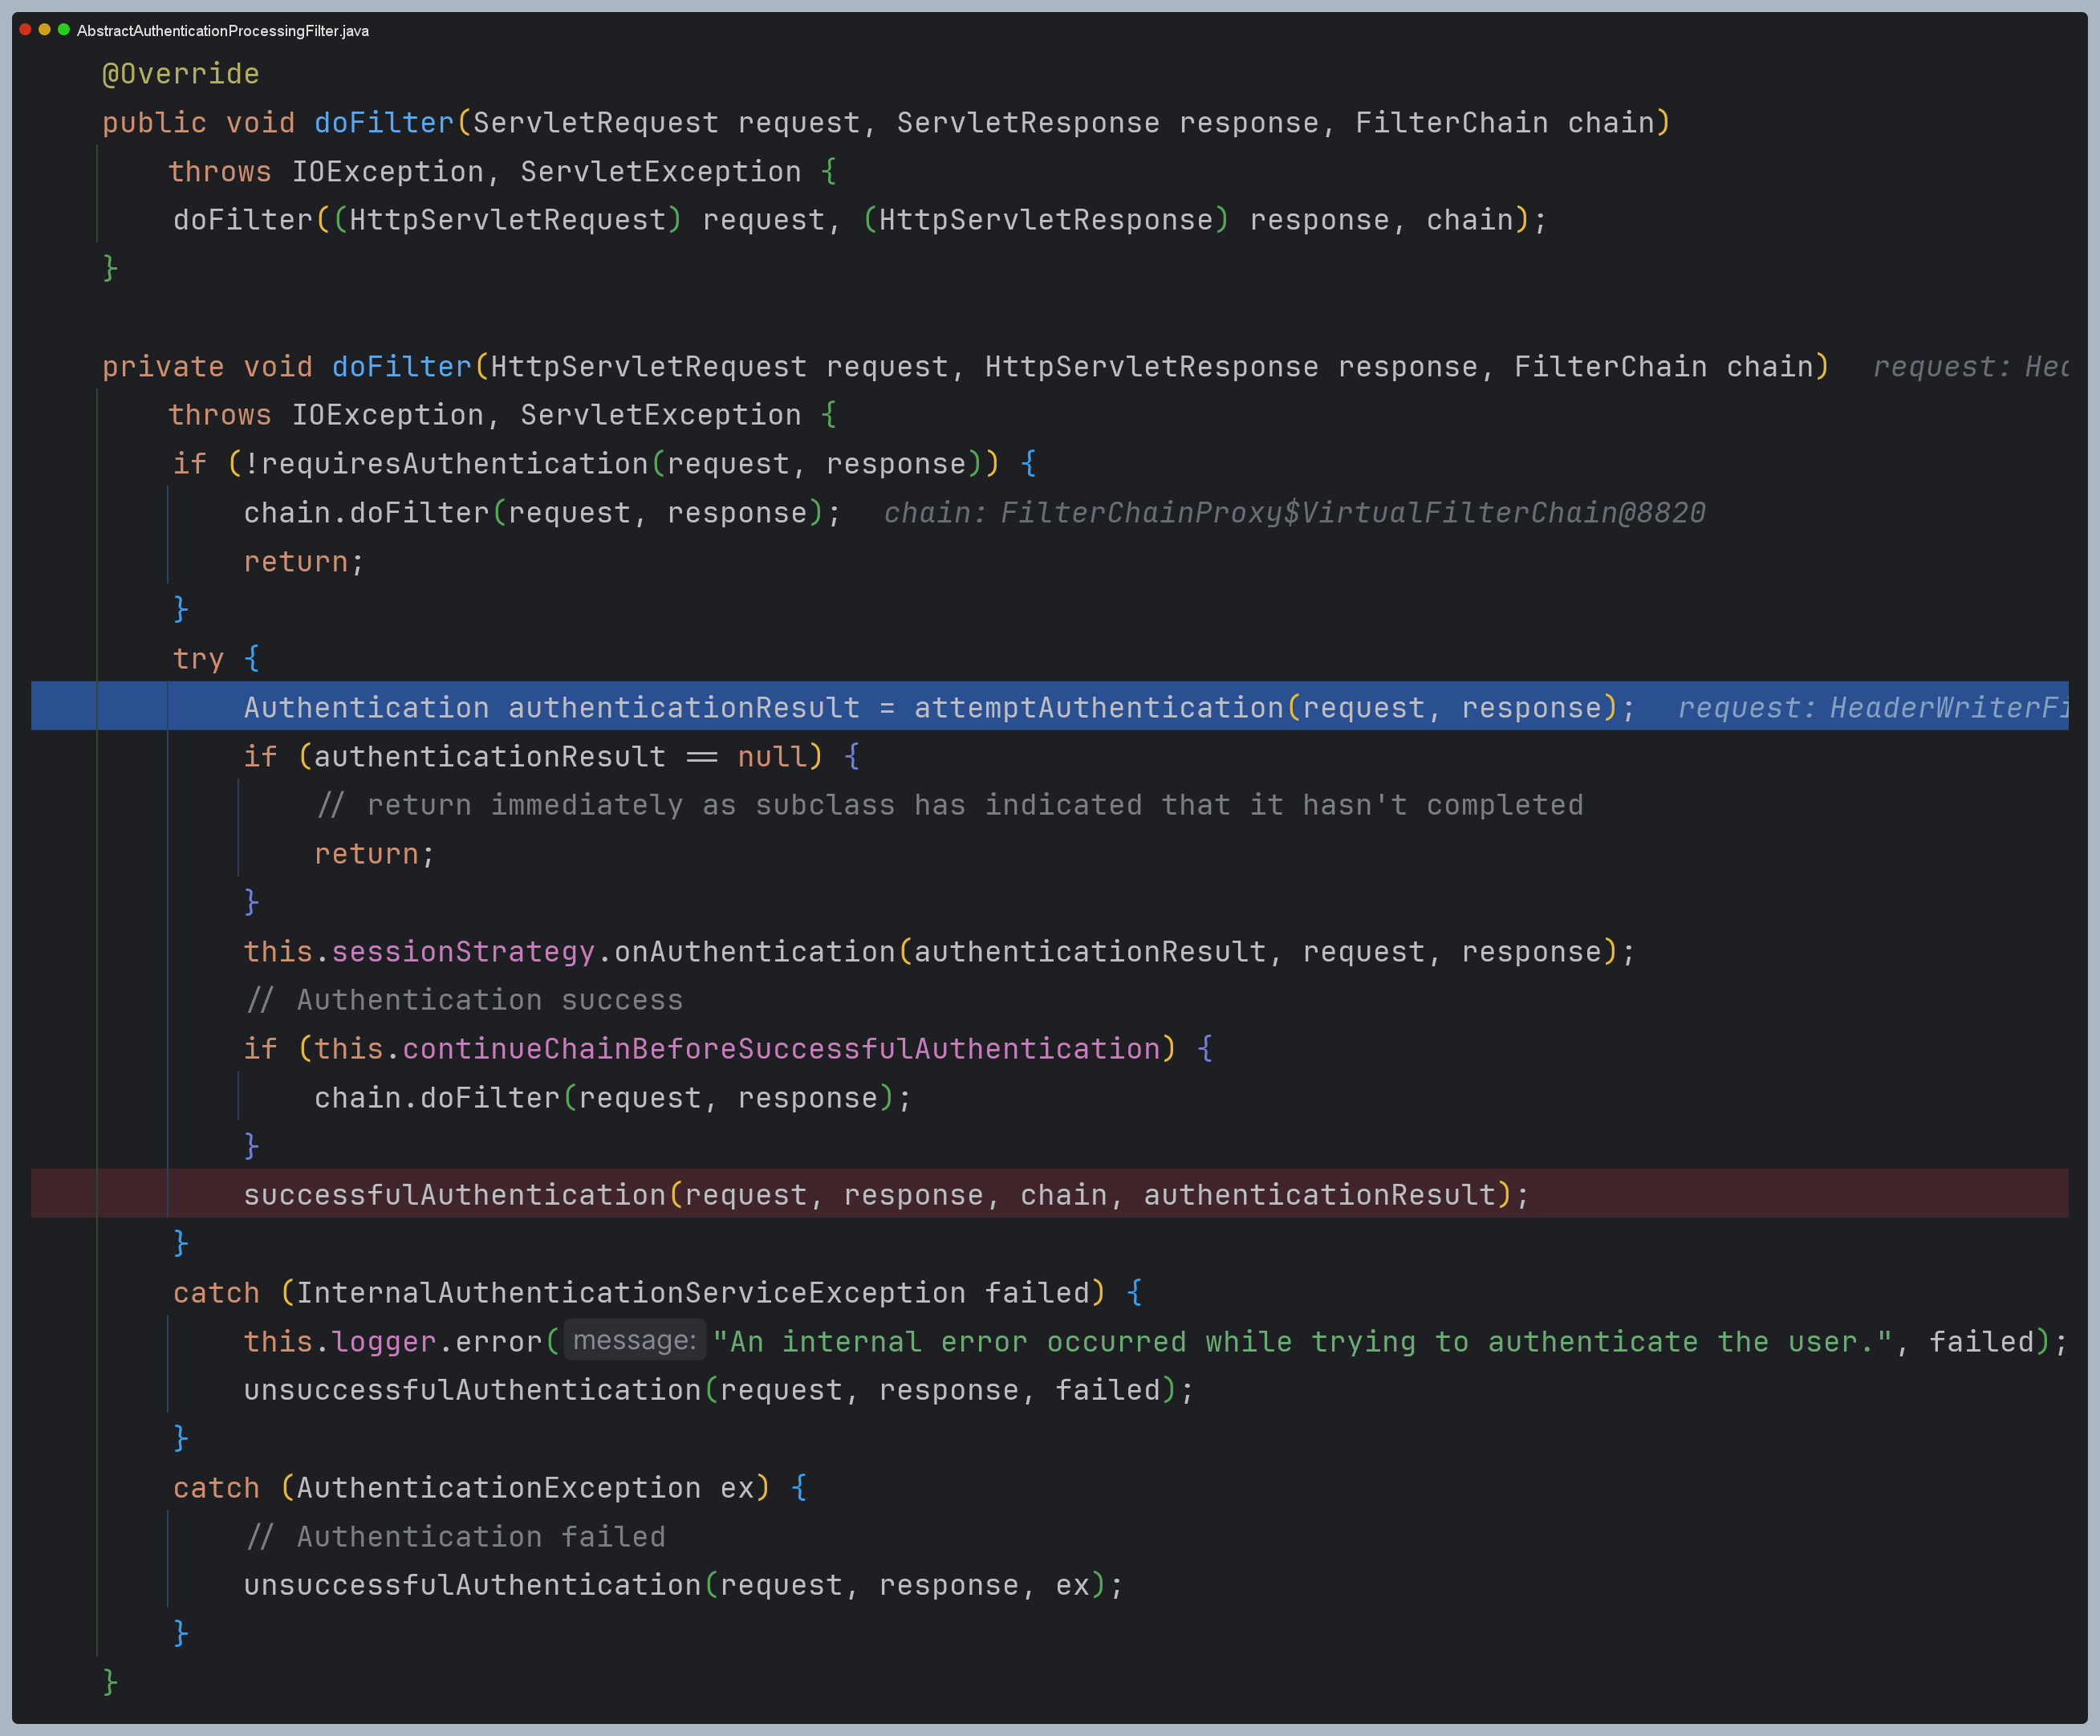 AbstractAuthenticationProcessingFilter.java
@Override
public void doFilter(ServletRequest request, ServletResponse response, FilterChain chain)
throws IOException, ServletException {
doFilter((HttpServletRequest) request, (HttpServletResponse) response, chain);
}
private void doFilter(HttpServletRequest request, HttpServletResponse response, FilterChain chain) request: Hea
throws IOException, ServletException {
if (!requiresAuthentication(request, response)) {
chain.doFilter(request, response); chain: FilterChainProxy$VirtualFilterChain@8820
return;
}
try {
Authentication authenticationResult = attemptAuthentication(request, response); request: HeaderWriterFi
if (authenticationResult == null) {
// return immediately as subclass has indicated that it hasn't completed
return;
}
this.sessionStrategy.onAuthentication(authenticationResult, request, response);
// Authentication success
if (this.continueChainBeforeSuccessfulAuthentication) {
chain.doFilter(request, response);
}
successfulAuthentication(request, response, chain, authenticationResult);
}
catch (InternalAuthenticationServiceException failed) {
this.logger.error( message: "An internal error occurred while trying to authenticate the user.", failed);
unsuccessfulAuthentication(request, response, failed);
}
catch (AuthenticationException ex) {
// Authentication failed
unsuccessfulAuthentication(request, response, ex);
}
}